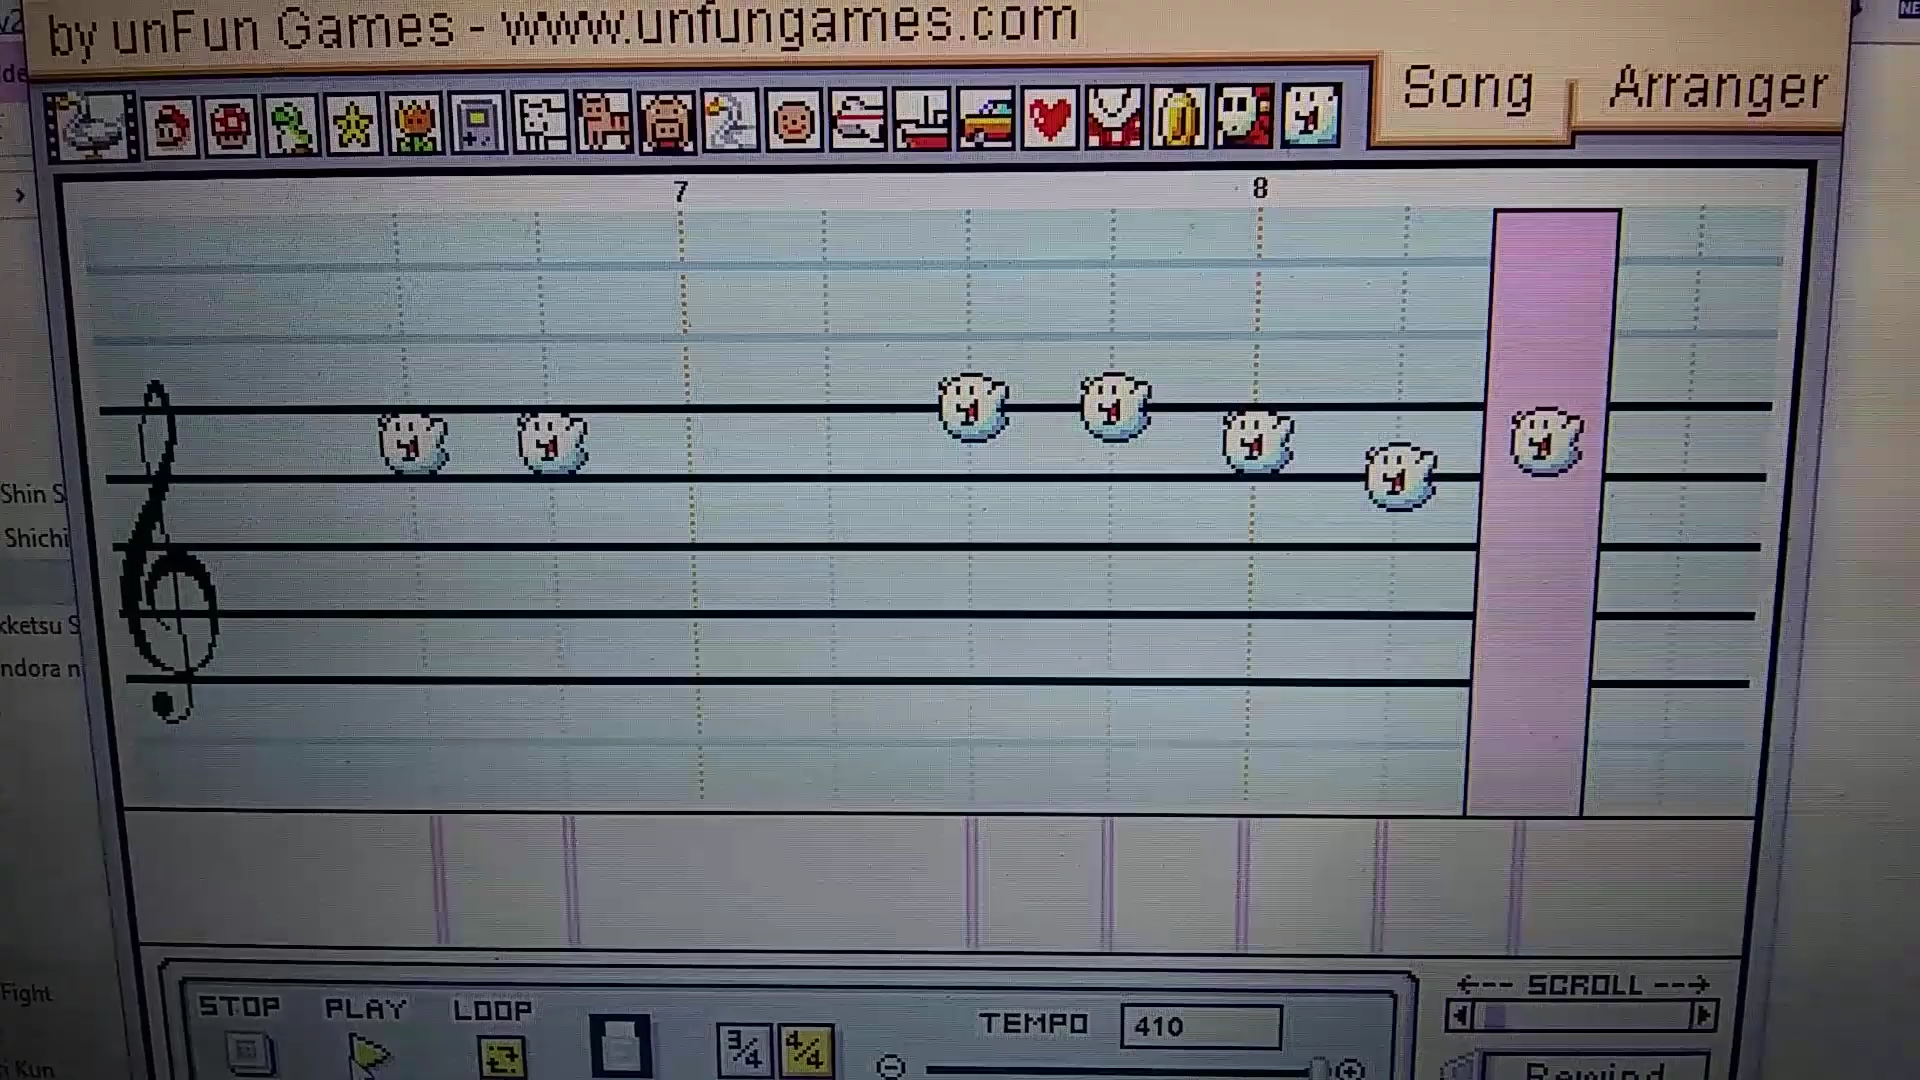 by unFun Games - www.unfungames.com
Song
Arranger
7
8
Shin S
Shichi
ketsu S
ndora n
Fight
Kun
STOP
PLAY
LOOP
3/4
4/4
TEMPO
410
<--- SCROLL --->
Rewind